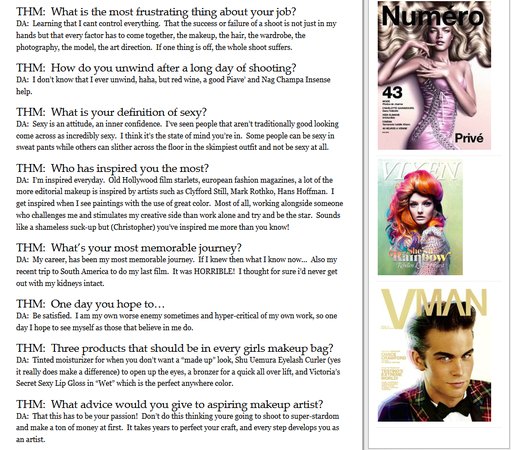 THM:  What is the most frustrating thing about your job?
DA:  Learning that I cant control everything.  That the success or failure of a shoot is not just in my
hands but that every factor has to come together, the makeup, the hair, the wardrobe, the
photography, the model, the art direction.  If one thing is off, the whole shoot suffers.
THM:  How do you unwind after a long day of shooting?
DA:  I don't know that I ever unwind, haha, but red wine, a good Piave' and Nag Champa Insense
help.
THM:  What is your definition of sexy?
DA:  Sexy is an attitude, an inner confidence.  I've seen people that aren't traditionally good looking
come across as incredibly sexy.  I think it's the state of mind you're in.  Some people can be sexy in
sweat pants while others can slither across the floor in the skimpiest outfit and not be sexy at all.
THM:  Who has inspired you the most?
DA:  I'm inspired everyday.  Old Hollywood film starlets, european fashion magazines, a lot of the
more editorial makeup is inspired by artists such as Clyfford Still, Mark Rothko, Hans Hoffman.  I
get inspired when I see paintings with the use of great color.  Most of all, working alongside someone
who challenges me and stimulates my creative side than work alone and try and be the star.  Sounds
like a shameless suck-up but (Christopher) you've inspired me more than you know!
THM:  What's your most memorable journey?
DA:  My career, has been my most memorable journey.  If I knew then what I know now...  Also my
recent trip to South America to do my last film.  It was HORRIBLE!  I thought for sure i'd never get
out with my kidneys intact.
THM:  One day you hope to...
DA:  Be satisfied.  I am my own worse enemy sometimes and hyper-critical of my own work, so one
day I hope to see myself as those that believe in me do.
THM:  Three products that should be in every girls makeup bag?
DA:  Tinted moisturizer for when you don't want a "made up" look, Shu Uemura Eyelash Curler (yes
it really does make a difference) to open up the eyes, a bronzer for a quick all over lift, and Victoria's
Secret Sexy Lip Gloss in "Wet" which is the perfect anywhere color.
THM:  What advice would you give to aspiring makeup artist?
DA:  That this has to be your passion!  Don't do this thinking youre going to shoot to super-stardom
and make a ton of money at first.  It takes years to perfect your craft, and every step develops you as
an artist.
Numéro
43
Privé
VIXEN
She's a
Rainbow
VMAN